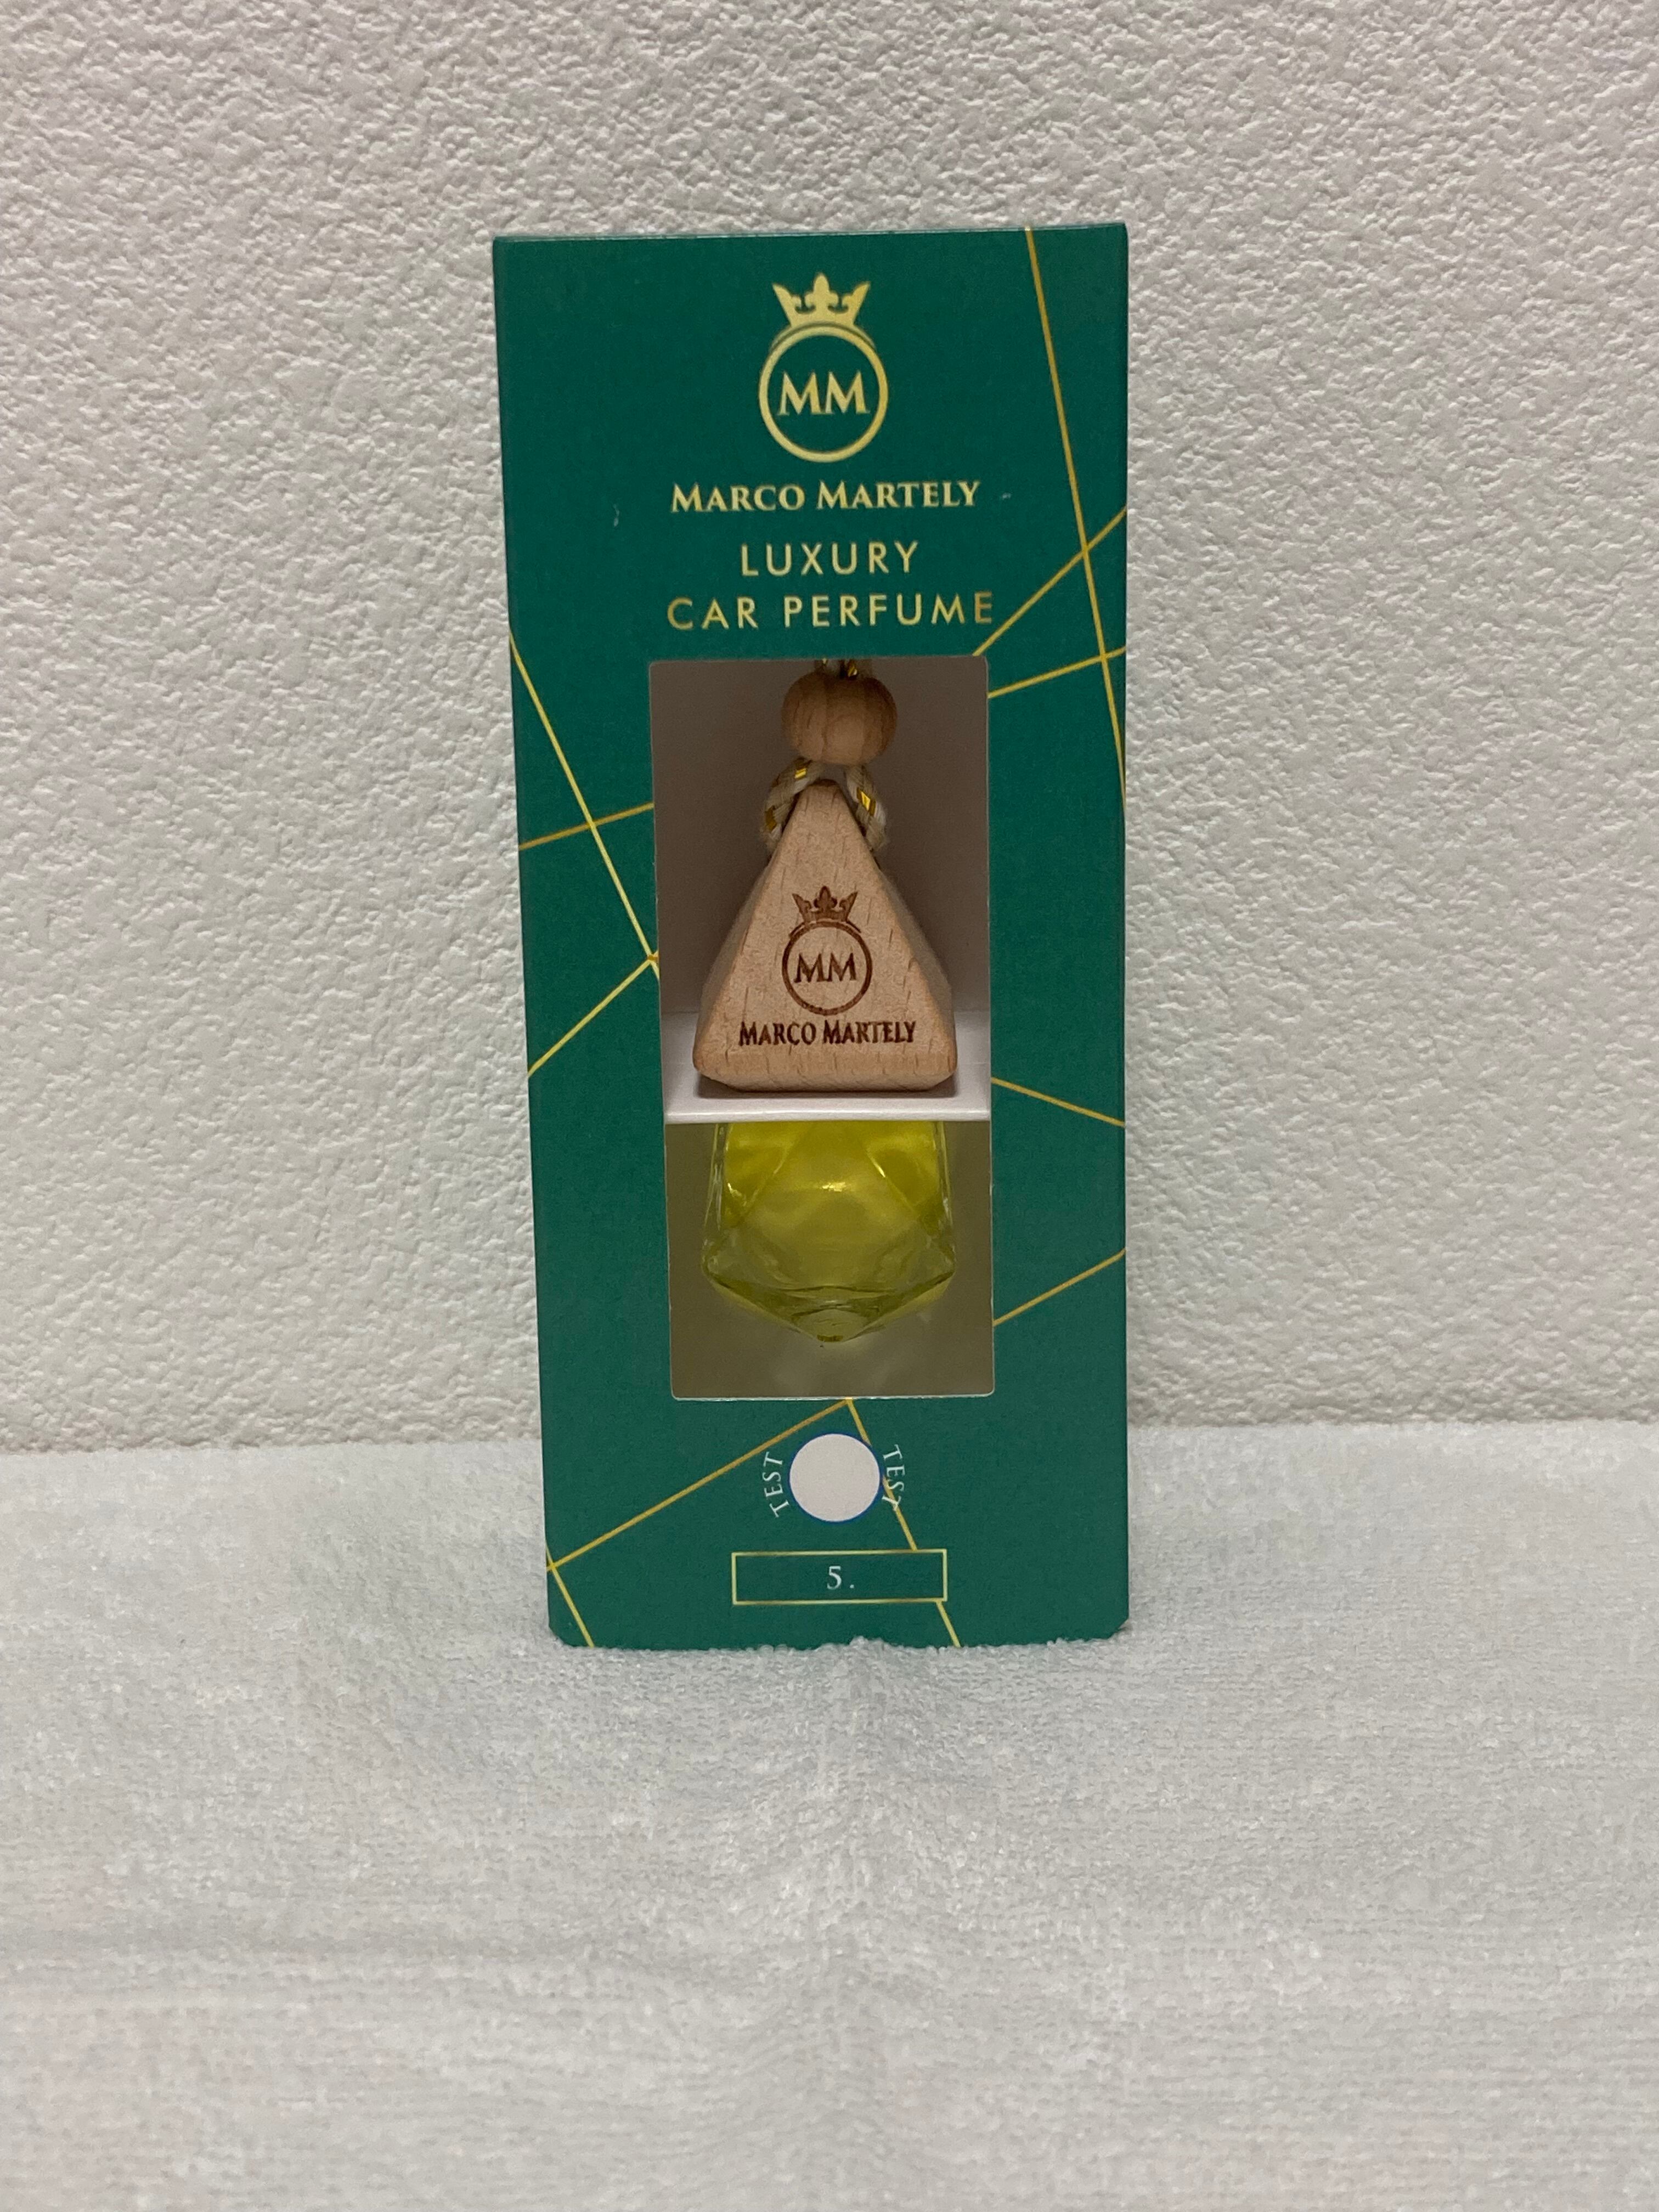 MM
MARCO MARTELY
LUXURY
CAR PERFUME
MM
MARCO MARTELY
TEST TEST
5.